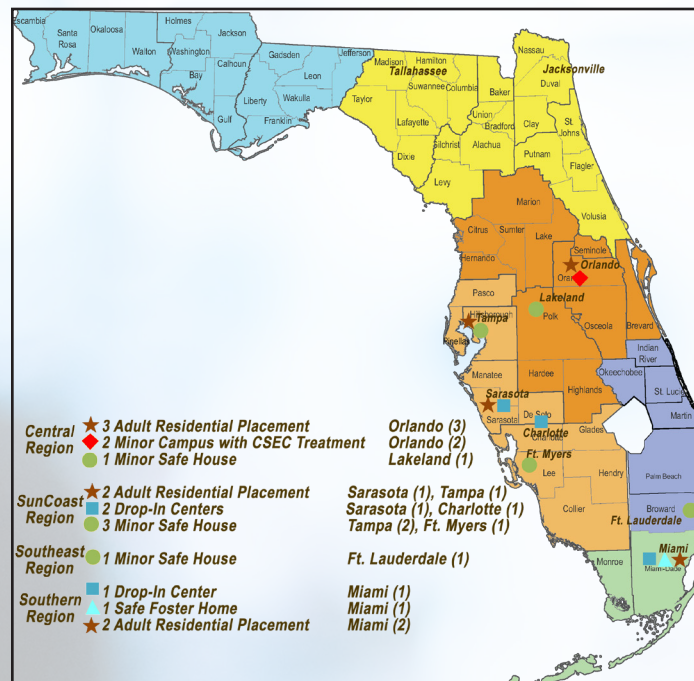 Escambia
Santa
Rosa
Okaloosa
Walton
Holmes
Washington
Jackson
Bay
Calhoun
Gulf
Gadsden
Liberty
Leon
Wakulla
Franklin
Jefferson
Madison
Hamilton
Tallahassee
Suwannee
Columbia
Taylor
Lafayette
Dixie
Baker
Union
Bradford
Gilchrist
Alachua
Levy
Nassau
Jacksonville
Duval
Clay
St.
Johns
Putnam
Flagler
Volusia
Marion
Citrus
Sumter
Lake
Hernando
Seminole
Orlando
Pasco
Lakeland
Hillsborough
Tampa
Pinellas
Polk
Osceola
Brevard
Indian
River
Okeechobee
St. Lucie
Martin
Manatee
Hardee
Highlands
Sarasota
Sarasota
De Soto
Charlotte
Charlotte
Glades
Ft. Myers
Lee
Hendry
Palm Beach
Collier
Broward
Ft. Lauderdale
Monroe
Miami
Miami-Dade
Central
Region
3 Adult Residential Placement Orlando (3)
2 Minor Campus with CSEC Treatment Orlando (2)
1 Minor Safe House Lakeland (1)
SunCoast
Region
2 Adult Residential Placement Sarasota (1), Tampa (1)
2 Drop-In Centers Sarasota (1), Charlotte (1)
3 Minor Safe House Tampa (2), Ft. Myers (1)
Southeast
Region
1 Minor Safe House Ft. Lauderdale (1)
Southern
Region
1 Drop-In Center Miami (1)
1 Safe Foster Home Miami (1)
2 Adult Residential Placement Miami (2)